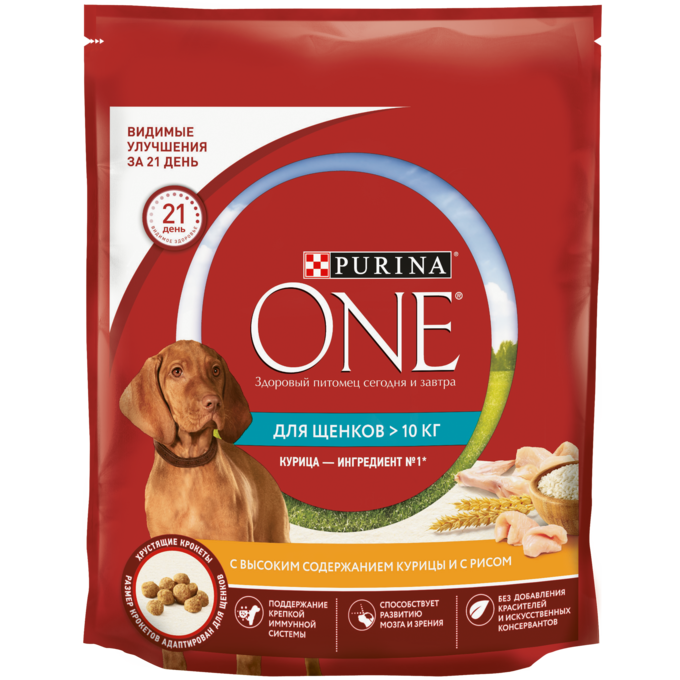 ВИДИМЫЕ
УЛУЧШЕНИЯ
ЗА 21 ДЕНЬ
21
день
видимое здоровье
PURINA
ONE®
Здоровый питомец сегодня и завтра
ДЛЯ ЩЕНКОВ > 10 КГ
КУРИЦА — ИНГРЕДИЕНТ №1*
С ВЫСОКИМ СОДЕРЖАНИЕМ КУРИЦЫ И С РИСОМ
ХРУСТЯЩИЕ КРОКЕТЫ
РАЗМЕР КРОКЕТОВ АДАПТИРОВАН ДЛЯ ЩЕНКОВ
ПОДДЕРЖАНИЕ
КРЕПКОЙ
ИММУННОЙ
СИСТЕМЫ
СПОСОБСТВУЕТ
РАЗВИТИЮ
МОЗГА И ЗРЕНИЯ
БЕЗ ДОБАВЛЕНИЯ
КРАСИТЕЛЕЙ
И ИСКУССТВЕННЫХ
КОНСЕРВАНТОВ